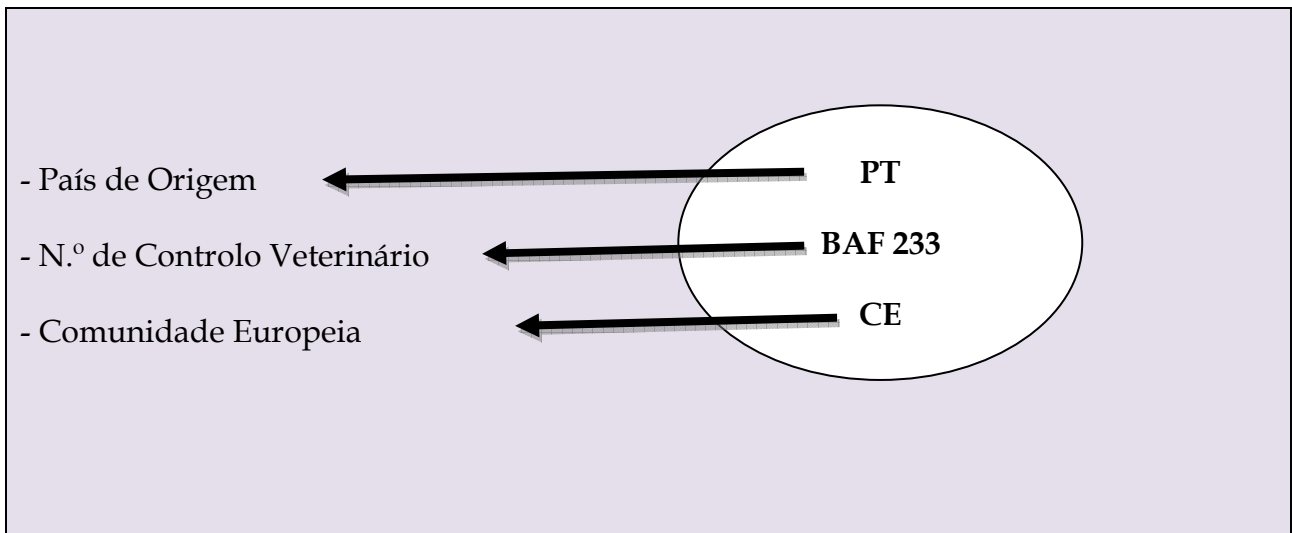 - País de Origem
PT
- N.º de Controlo Veterinário
BAF 233
- Comunidade Europeia
CE